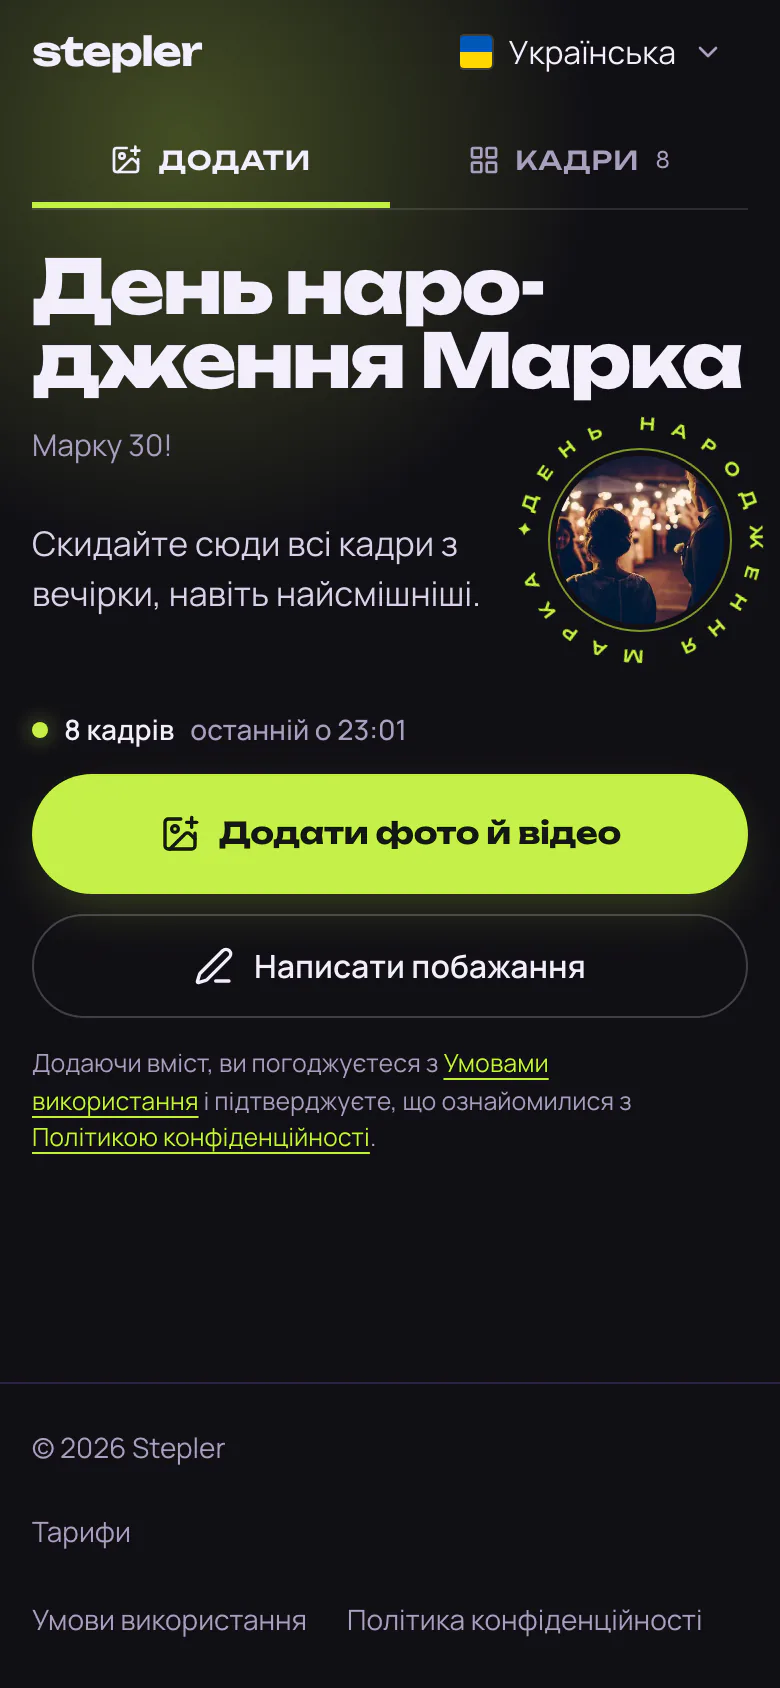 stepler
Українська
ДОДАТИ
КАДРИ 8
День наро-
дження Марка
Марку 30!
ДЕНЬ НАРОДЖЕННЯ МАРКА ✦
Скидайте сюди всі кадри з
вечірки, навіть найсмішніші.
8 кадрів останній о 23:01
Додати фото й відео
Написати побажання
Додаючи вміст, ви погоджуєтеся з Умовами
використання і підтверджуєте, що ознайомилися з
Політикою конфіденційності.
© 2026 Stepler
Тарифи
Умови використання Політика конфіденційності